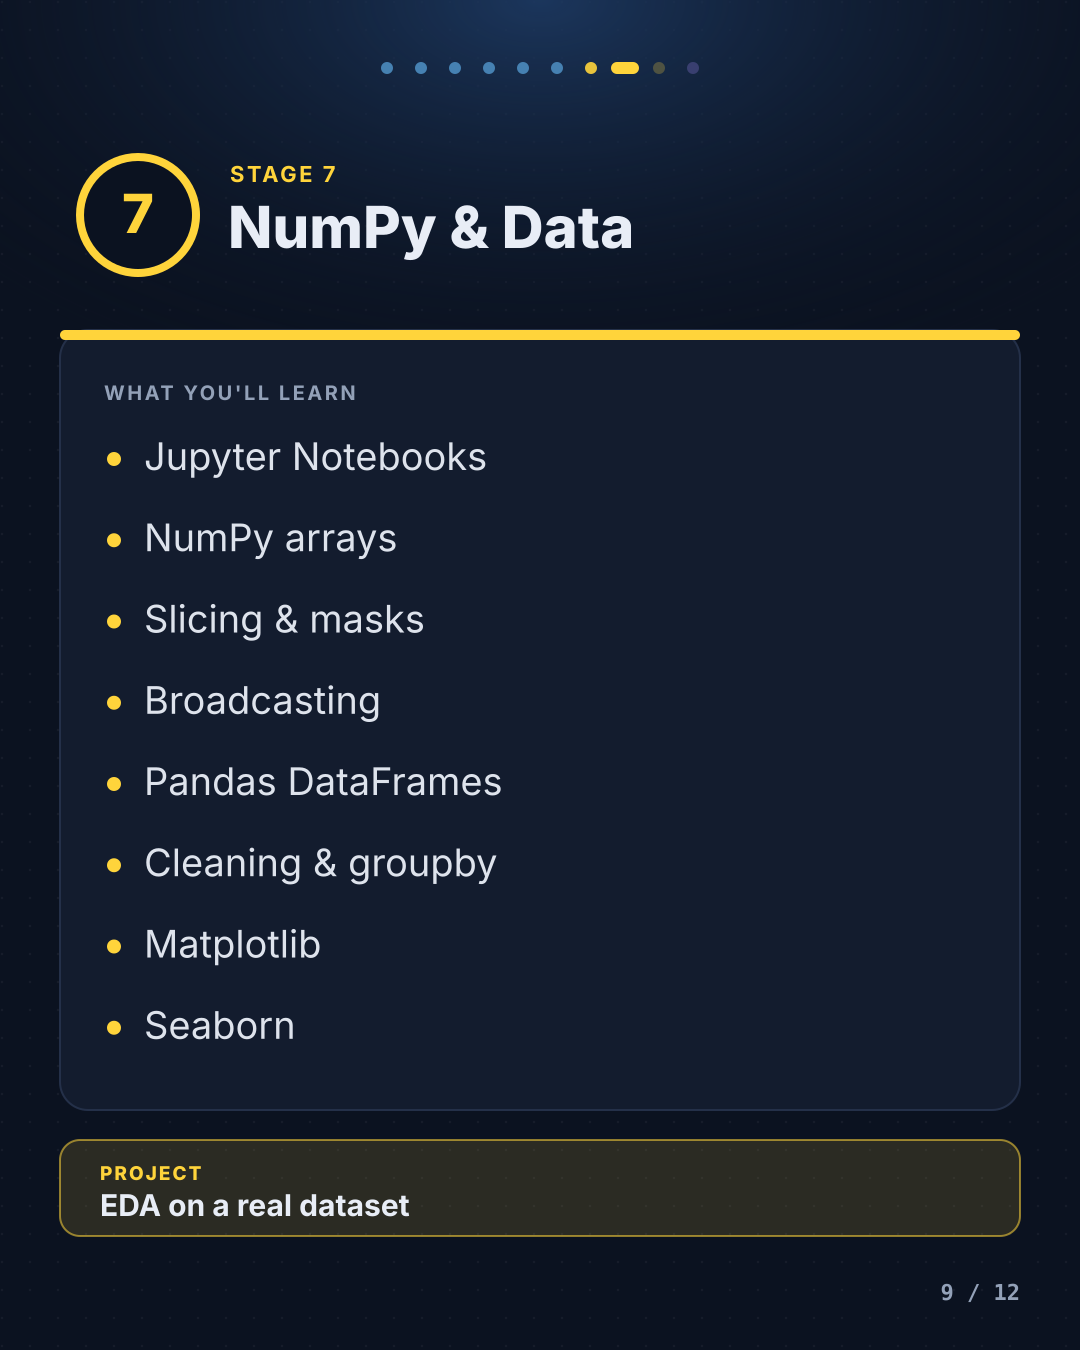 7
STAGE 7
NumPy & Data
WHAT YOU'LL LEARN
Jupyter Notebooks
NumPy arrays
Slicing & masks
Broadcasting
Pandas DataFrames
Cleaning & groupby
Matplotlib
Seaborn
PROJECT
EDA on a real dataset
9 / 12